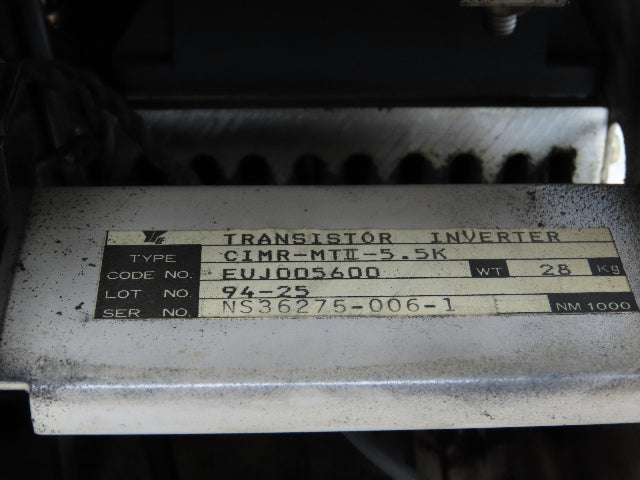 TRANSISTOR INVERTER
TYPE CIMR-MTII-5.5K
CODE NO. EUJ005600 WT 28 Kg
LOT NO. 94-25
SER NO. NS36275-006-1 NM 1000